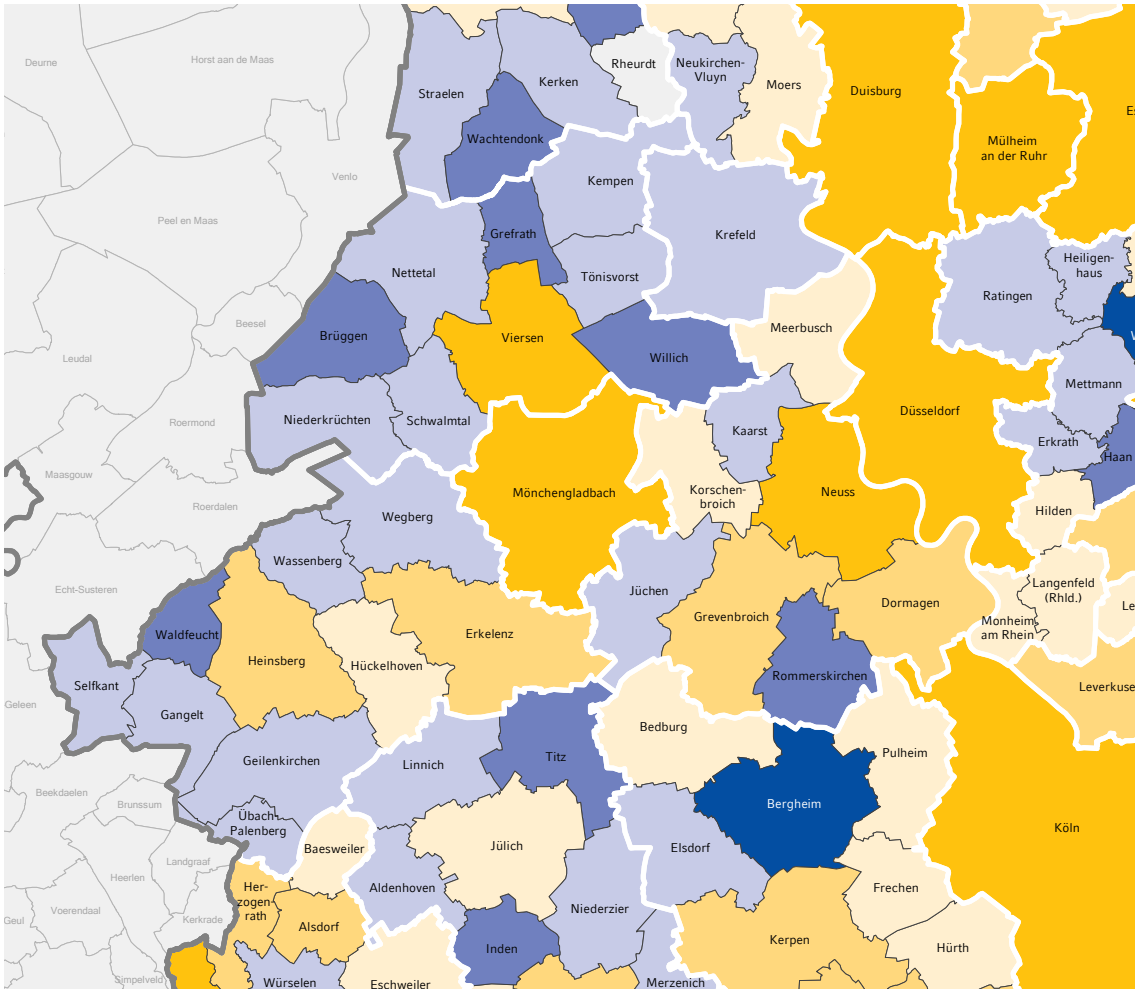 Deurne
Horst aan de Maas
Straelen
Kerken
Rheurdt
Neukirchen-
Vluyn
Moers
Duisburg
Mülheim
an der Ruhr
Wachtendonk
Venlo
Kempen
Peel en Maas
Grefrath
Krefeld
Nettetal
Tönisvorst
Heiligen-
haus
Ratingen
Beesel
Brüggen
Viersen
Willich
Meerbusch
Leudal
Mettmann
Niederkrüchten
Schwalmtal
Roermond
Kaarst
Düsseldorf
Erkrath
Haan
Maasgouw
Mönchengladbach
Korschen-
broich
Neuss
Roerdalen
Wegberg
Hilden
Wassenberg
Echt-Susteren
Jüchen
Grevenbroich
Dormagen
Langenfeld
(Rhld.)
Le
Monheim
am Rhein
Waldfeucht
Erkelenz
Heinsberg
Hückelhoven
Selfkant
Rommerskirchen
Leverkuse
Geleen
Gangelt
Bedburg
Titz
Pulheim
Geilenkirchen
Linnich
Beekdaelen
Brunssum
Bergheim
Übach-
Palenberg
Köln
Baesweiler
Jülich
Elsdorf
Landgraaf
Heerlen
Her-
zogen-
rath
Aldenhoven
Frechen
Voerendaal
Geul
Kerkrade
Alsdorf
Niederzier
Inden
Kerpen
Hürth
Simpelveld
Würselen
Eschweiler
Merzenich